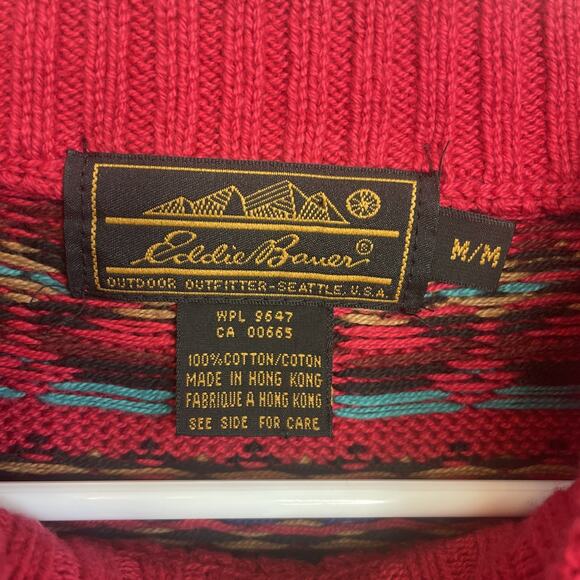 Eddie Bauer ©
OUTDOOR OUTFITTER-SEATTLE, U.S.A.
M/M
WPL 9647
CA 00665
100% COTTON/COTON
MADE IN HONG KONG
FABRIQUE A HONG KONG
SEE SIDE FOR CARE